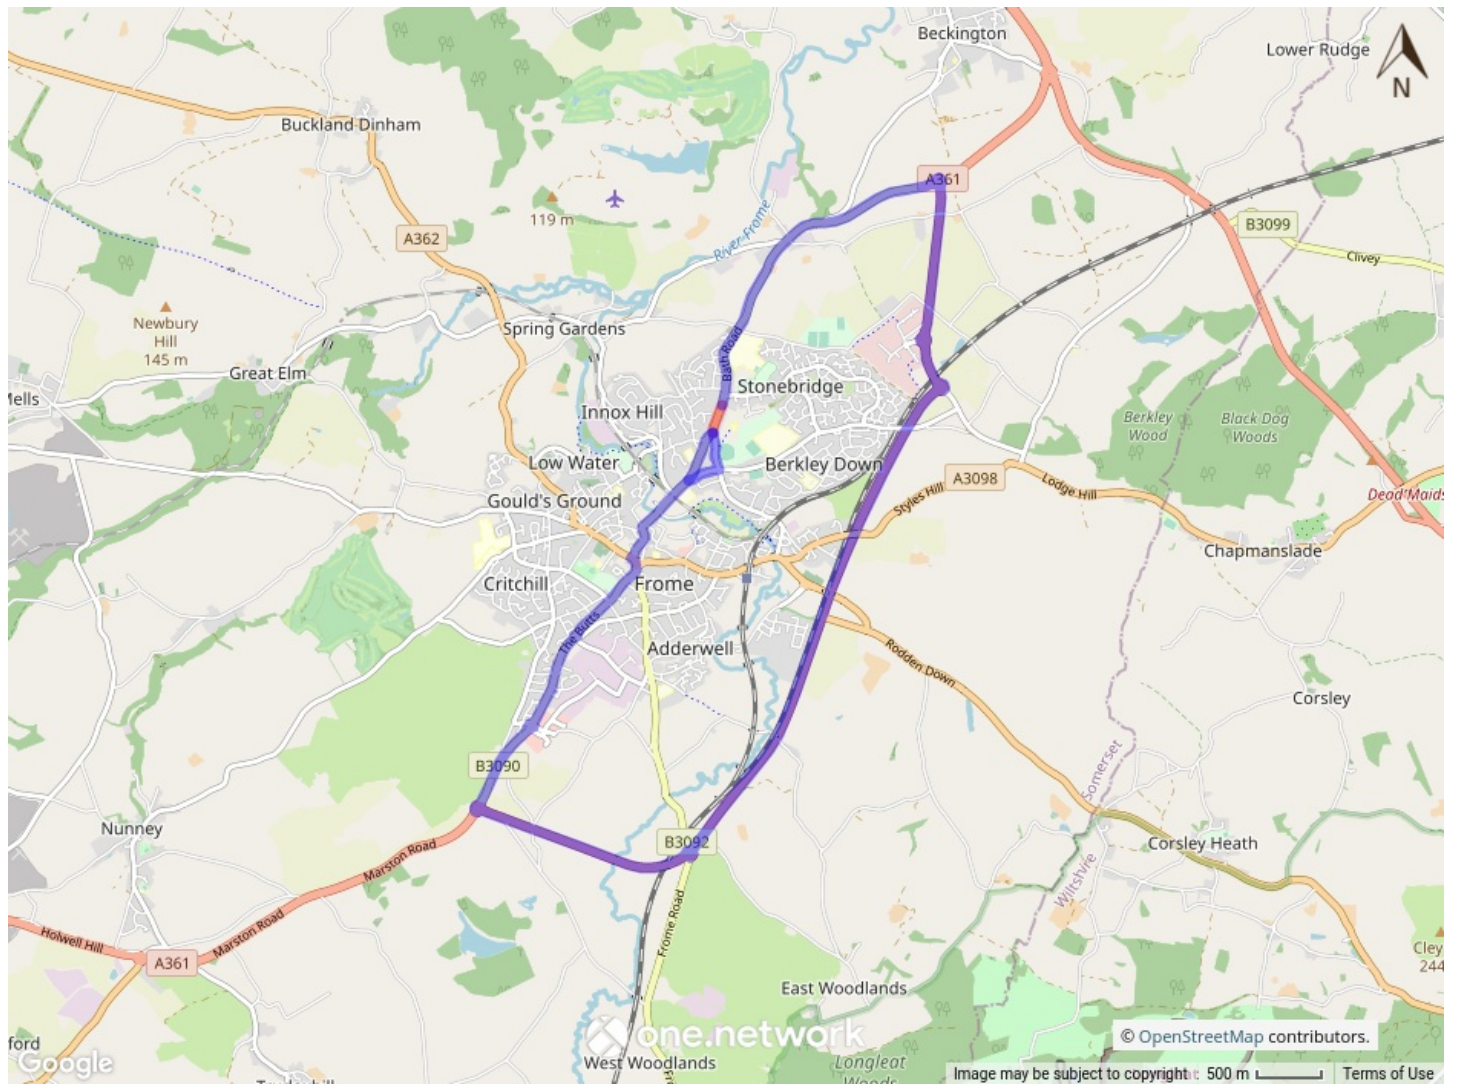 Beckington
Lower Rudge
N
Buckland Dinham
A361
119 m
River Frome
B3099
A362
Clivey
Newbury
Hill
145 m
Spring Gardens
Bath Road
Great Elm
Stonebridge
Mells
Innox Hill
Berkley
Wood
Black Dog
Woods
Low Water
Berkley Down
A3098
Lodge Hill
Styles Hill
Dead Maids
Gould's Ground
Chapmanslade
Critchill
Frome
The Butts
Adderwell
Rodden Down
Corsley
B3090
Somerset
Nunney
B3092
Corsley Heath
Marston Road
Wiltshire
Frome Road
Marston Road
Holwell Hill
A361
Cley
244
East Woodlands
ford
one.network
© OpenStreetMap contributors.
Google
West Woodlands
Longleat
Woods
Image may be subject to copyright
500 m
Terms of Use